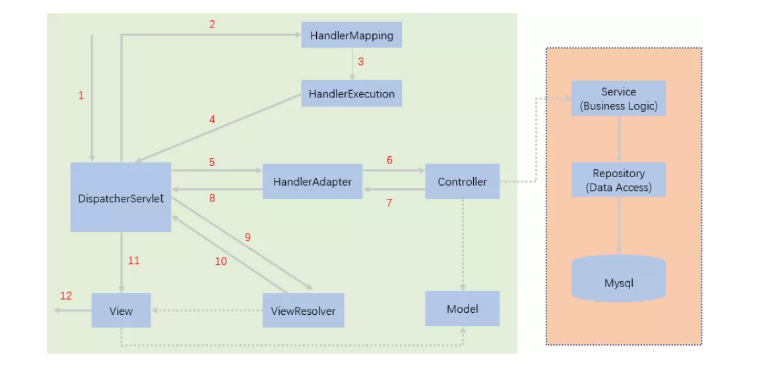 2
HandlerMapping
3
1
HandlerExecution
4
5
6
DispatcherServlet
HandlerAdapter
Controller
8
7
9
10
11
12
View
ViewResolver
Model
Service
(Business Logic)
Repository
(Data Access)
Mysql